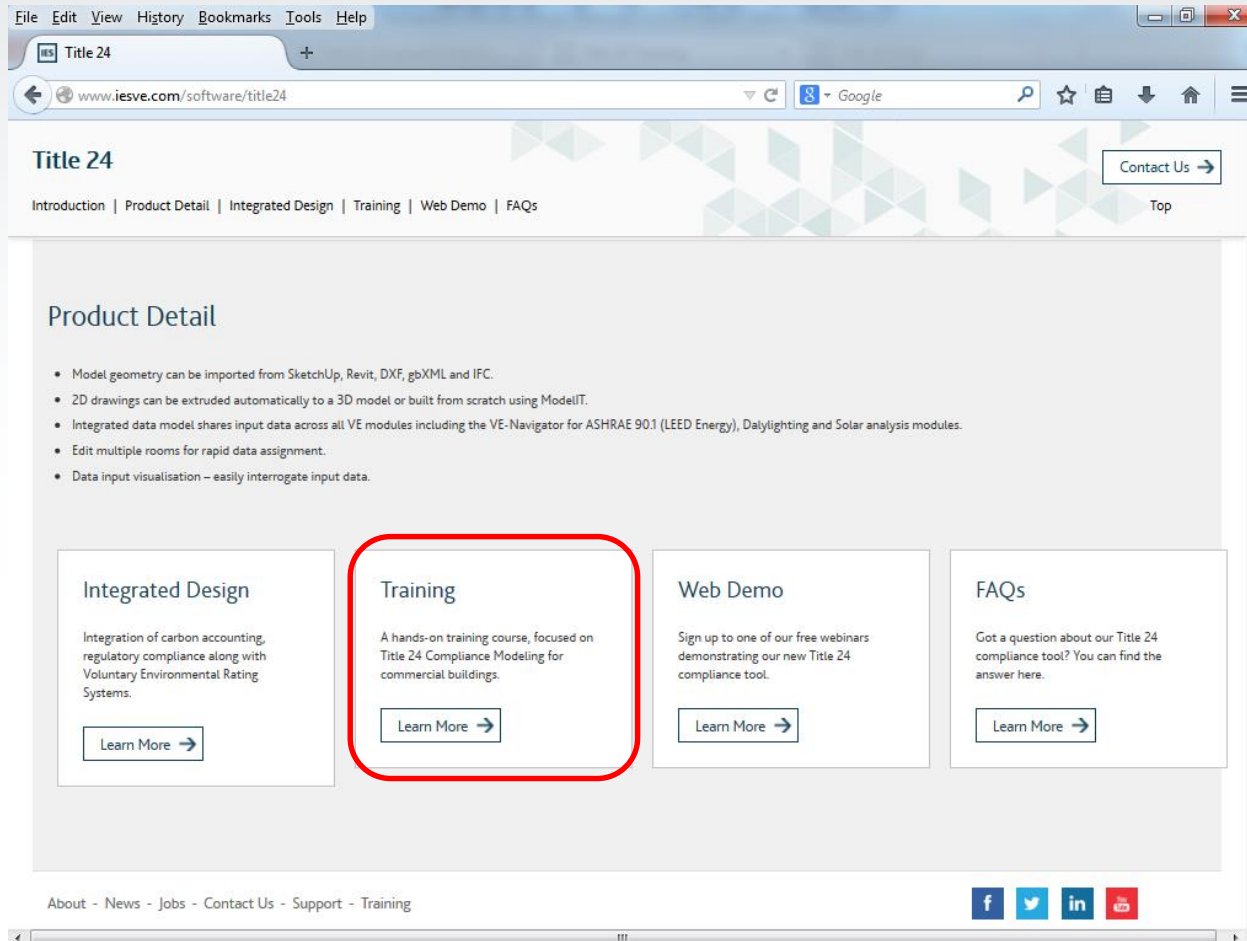 File Edit View History Bookmarks Tools Help
IES Title 24 +
www.iesve.com/software/title24 8 Google
Title 24
Contact Us →
Introduction | Product Detail | Integrated Design | Training | Web Demo | FAQs
Top
Product Detail
• Model geometry can be imported from SketchUp, Revit, DXF, gbXML and IFC.
• 2D drawings can be extruded automatically to a 3D model or built from scratch using ModelIT.
• Integrated data model shares input data across all VE modules including the VE-Navigator for ASHRAE 90.1 (LEED Energy), Dalylighting and Solar analysis modules.
• Edit multiple rooms for rapid data assignment.
• Data input visualisation – easily interrogate input data.
Integrated Design
Integration of carbon accounting,
regulatory compliance along with
Voluntary Environmental Rating
Systems.
Learn More →
Training
A hands-on training course, focused on
Title 24 Compliance Modeling for
commercial buildings.
Learn More →
Web Demo
Sign up to one of our free webinars
demonstrating our new Title 24
compliance tool.
Learn More →
FAQs
Got a question about our Title 24
compliance tool? You can find the
answer here.
Learn More →
About - News - Jobs - Contact Us - Support - Training
f in You Tube